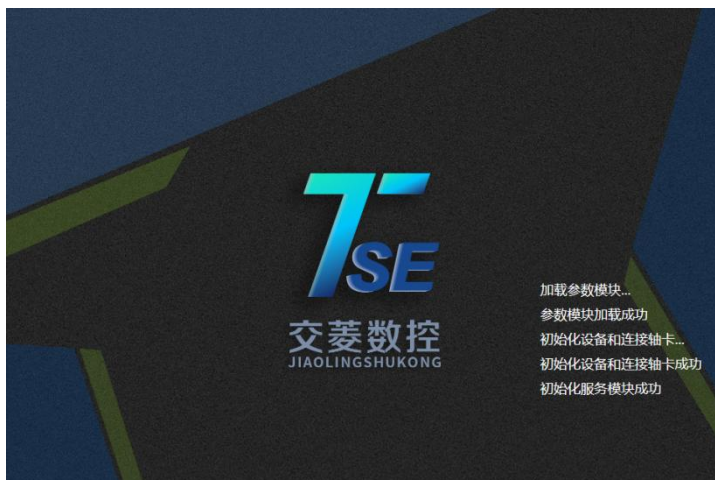 TSE
交菱数控
JIAOLINGSHUKONG
加载参数模块...
参数模块加载成功
初始化设备和连接轴卡...
初始化设备和连接轴卡成功
初始化服务模块成功